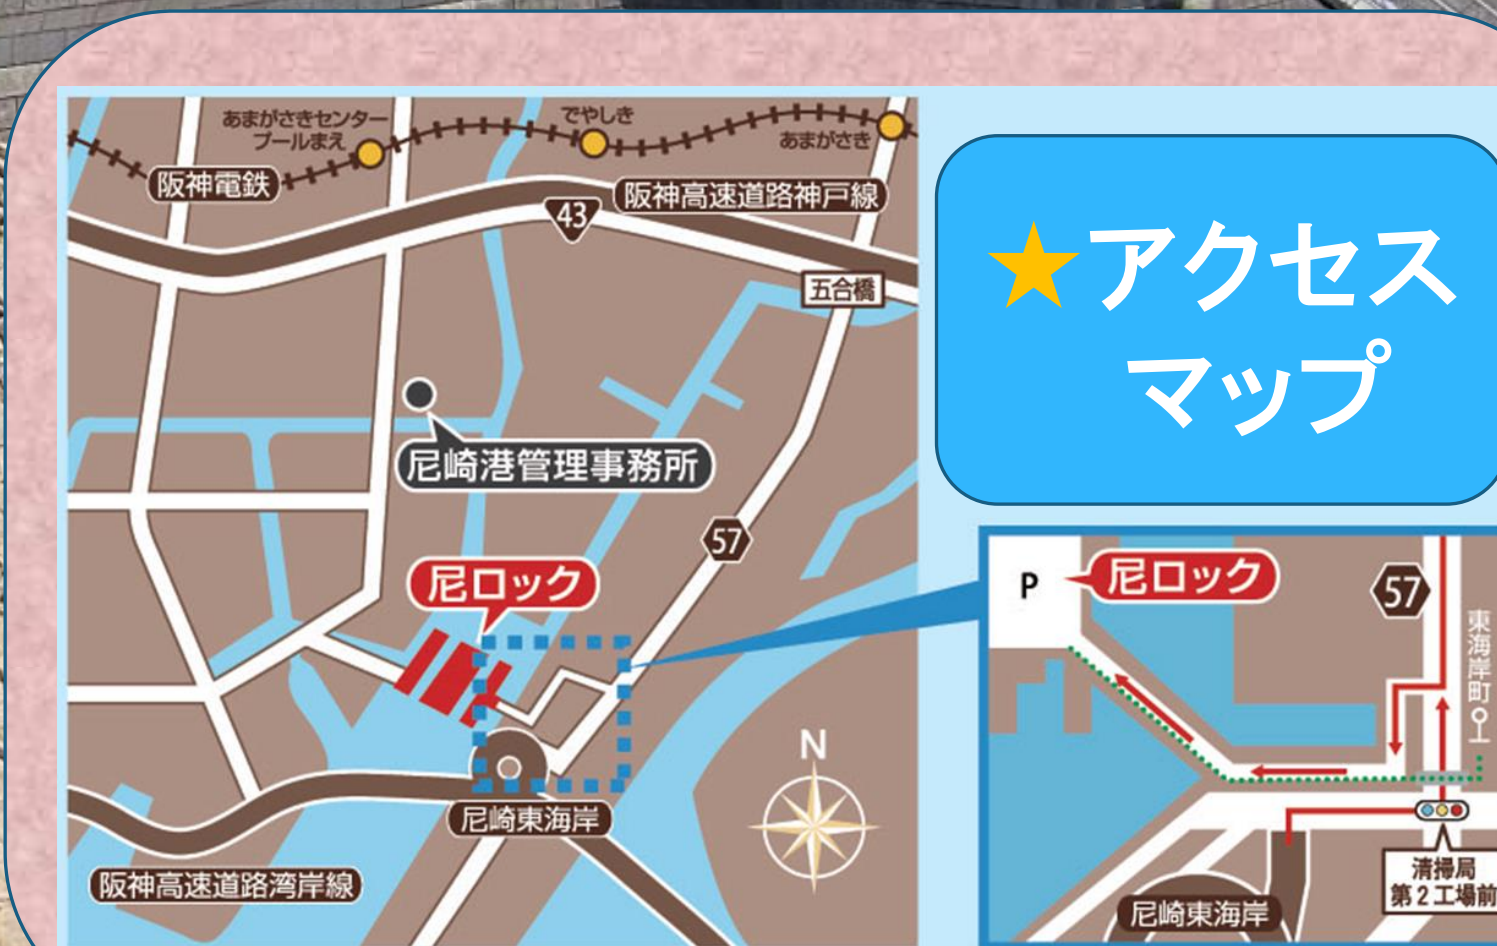 あまがさきセンター
プールまえ
でやしき
あまがさき
阪神電鉄
阪神高速道路神戸線
43
五合橋
★アクセス
マップ
尼崎港管理事務所
57
尼ロック
N
尼崎東海岸
阪神高速道路湾岸線
P
尼ロック
57
東海岸町
清掃局
第2工場前
尼崎東海岸